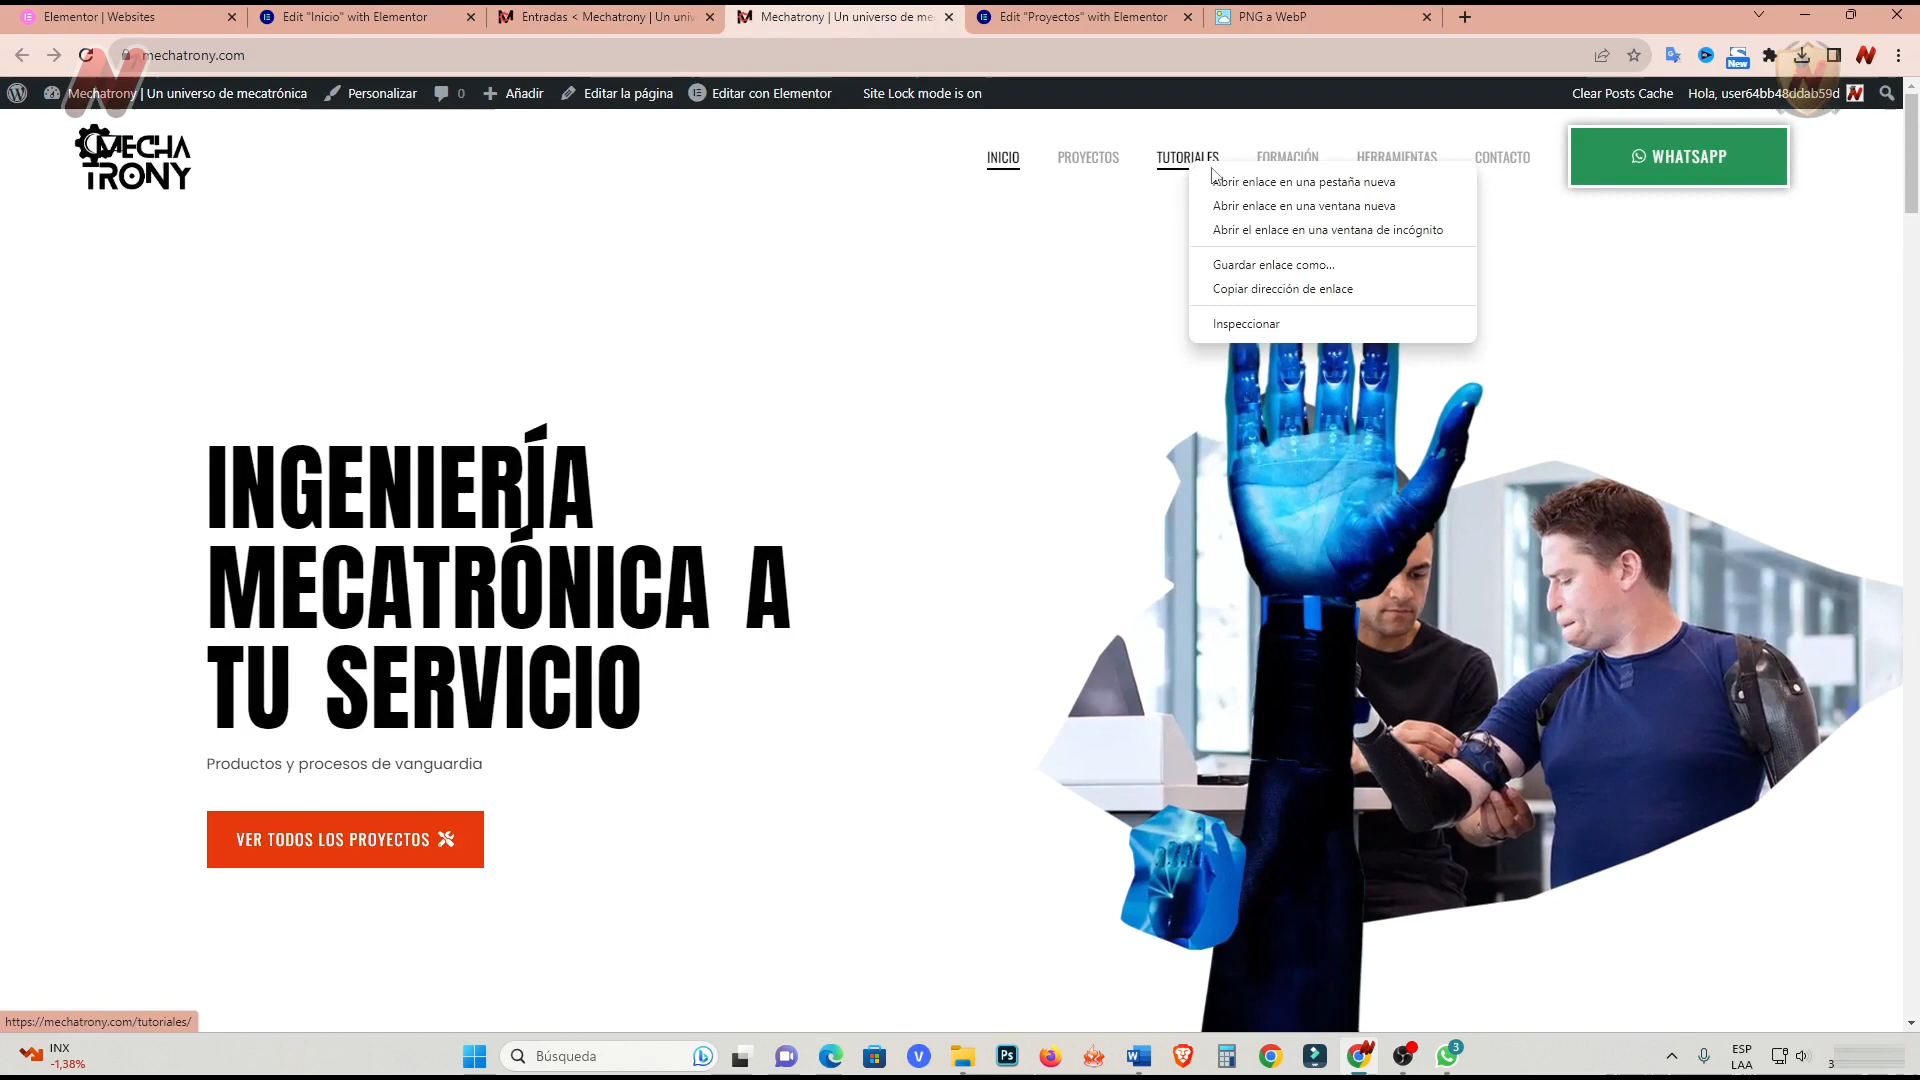 Elementor | Websites
Edit "Inicio" with Elementor
Entradas < Mechatrony | Un univ
Mechatrony | Un universo de me
Edit "Proyectos" with Elementor
PNG a WebP
mechatrony.com
New
Mechatrony | Un universo de mecatrónica
Personalizar
0
Añadir
Editar la página
Editar con Elementor
Site Lock mode is on
Clear Posts Cache
Hola, user64bb48ddab59d
MECHA
TRONY
INICIO
PROYECTOS
TUTORIALES
FORMACIÓN
HERRAMIENTAS
CONTACTO
WHATSAPP
Abrir enlace en una pestaña nueva
Abrir enlace en una ventana nueva
Abrir el enlace en una ventana de incógnito
Guardar enlace como...
Copiar dirección de enlace
Inspeccionar
INGENIERÍA
MECATRÓNICA A
TU SERVICIO
Productos y procesos de vanguardia
VER TODOS LOS PROYECTOS
https://mechatrony.com/tutoriales/
INX
-1,38%
Búsqueda
V
Ps
3
ESP
LAA
3